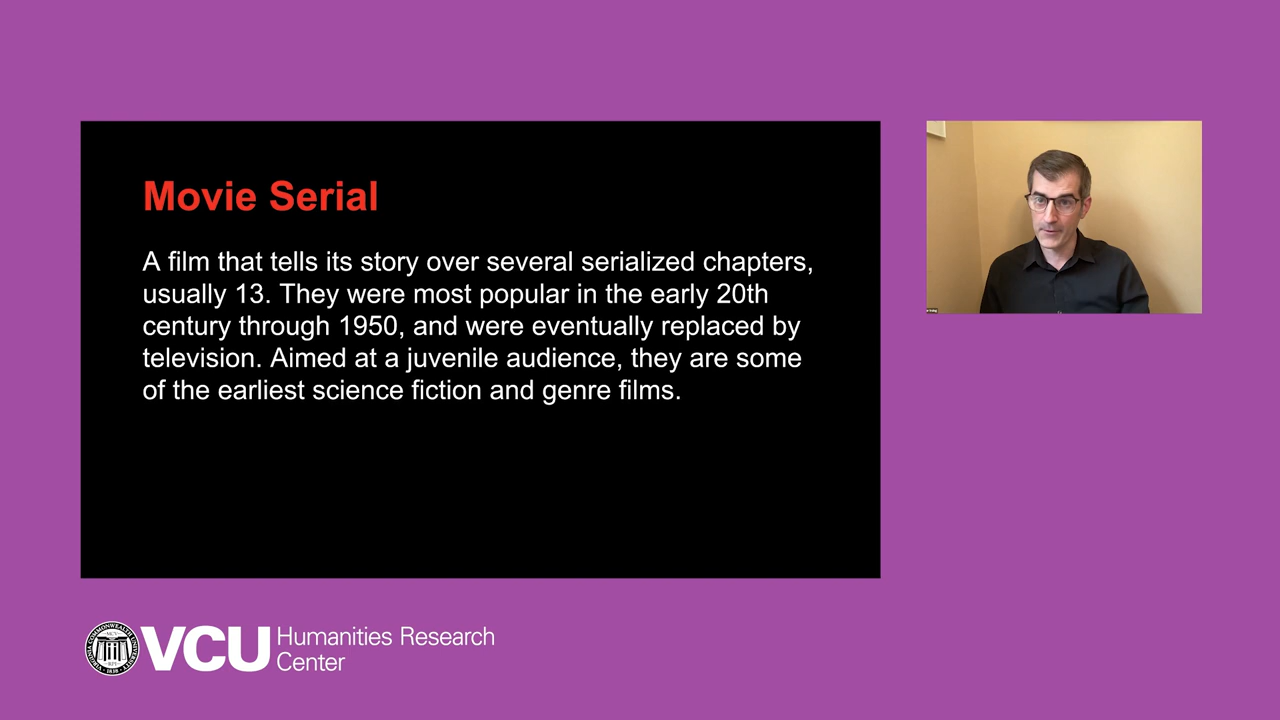 Movie Serial
A film that tells its story over several serialized chapters,
usually 13. They were most popular in the early 20th
century through 1950, and were eventually replaced by
television. Aimed at a juvenile audience, they are some
of the earliest science fiction and genre films.
VCU
Humanities Research
Center